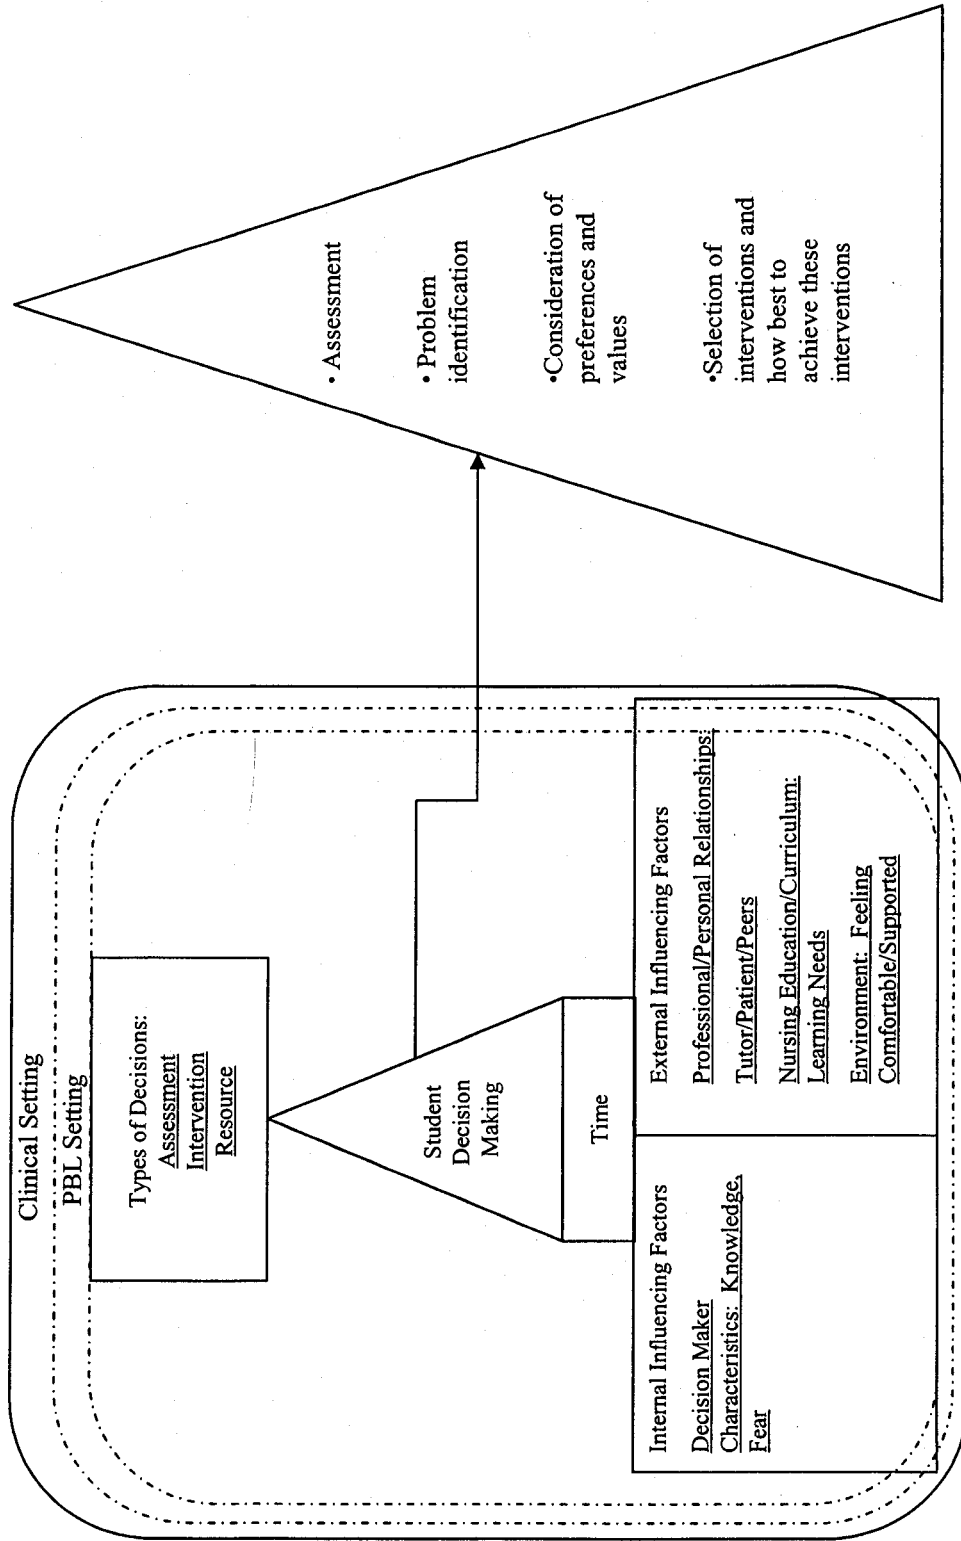 Clinical Setting
PBL Setting
Types of Decisions:
Assessment
Intervention
Resource
Student
Decision
Making
Time
Internal Influencing Factors
Decision Maker
Characteristics: Knowledge,
Fear
External Influencing Factors
Professional/Personal Relationships:
Tutor/Patient/Peers
Nursing Education/Curriculum:
Learning Needs
Environment: Feeling
Comfortable/Supported
• Assessment
• Problem
identification
•Consideration of
preferences and
values
•Selection of
interventions and
how best to
achieve these
interventions